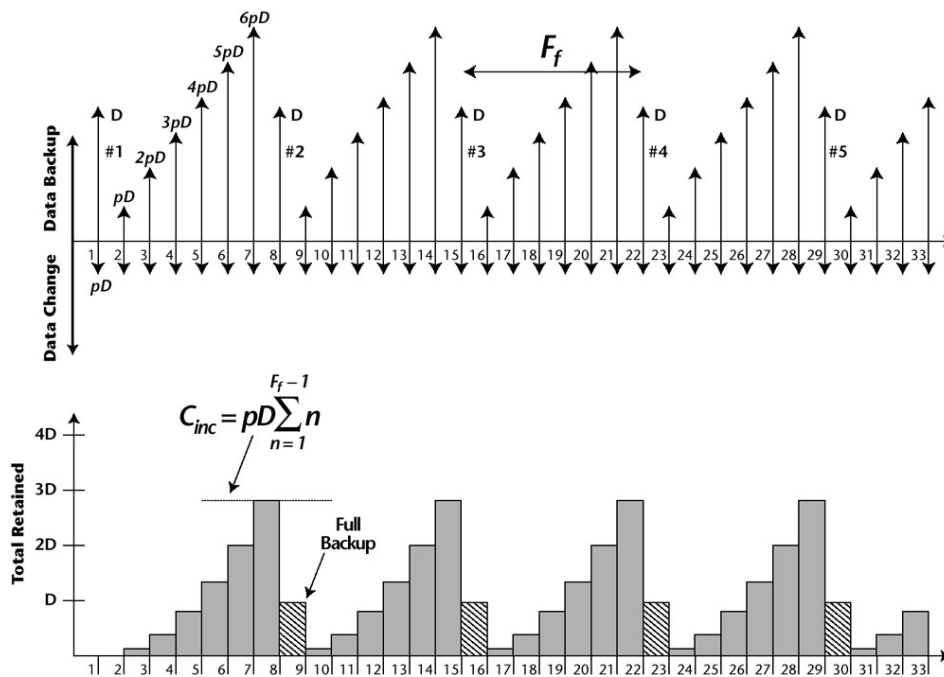 6pD
5pD
4pD
3pD
2pD
pD
D
D
D
D
D
#1
#2
#3
#4
#5
F_f
Data Backup
1 2 3 4 5 6 7 8 9 10 11 12 13 14 15 16 17 18 19 20 21 22 23 24 25 26 27 28 29 30 31 32 33
pD
Data Change
C_inc = pD∑n
F_f – 1
n = 1
4D
3D
2D
D
Total Retained
Full
Backup
1 2 3 4 5 6 7 8 9 10 11 12 13 14 15 16 17 18 19 20 21 22 23 24 25 26 27 28 29 30 31 32 33